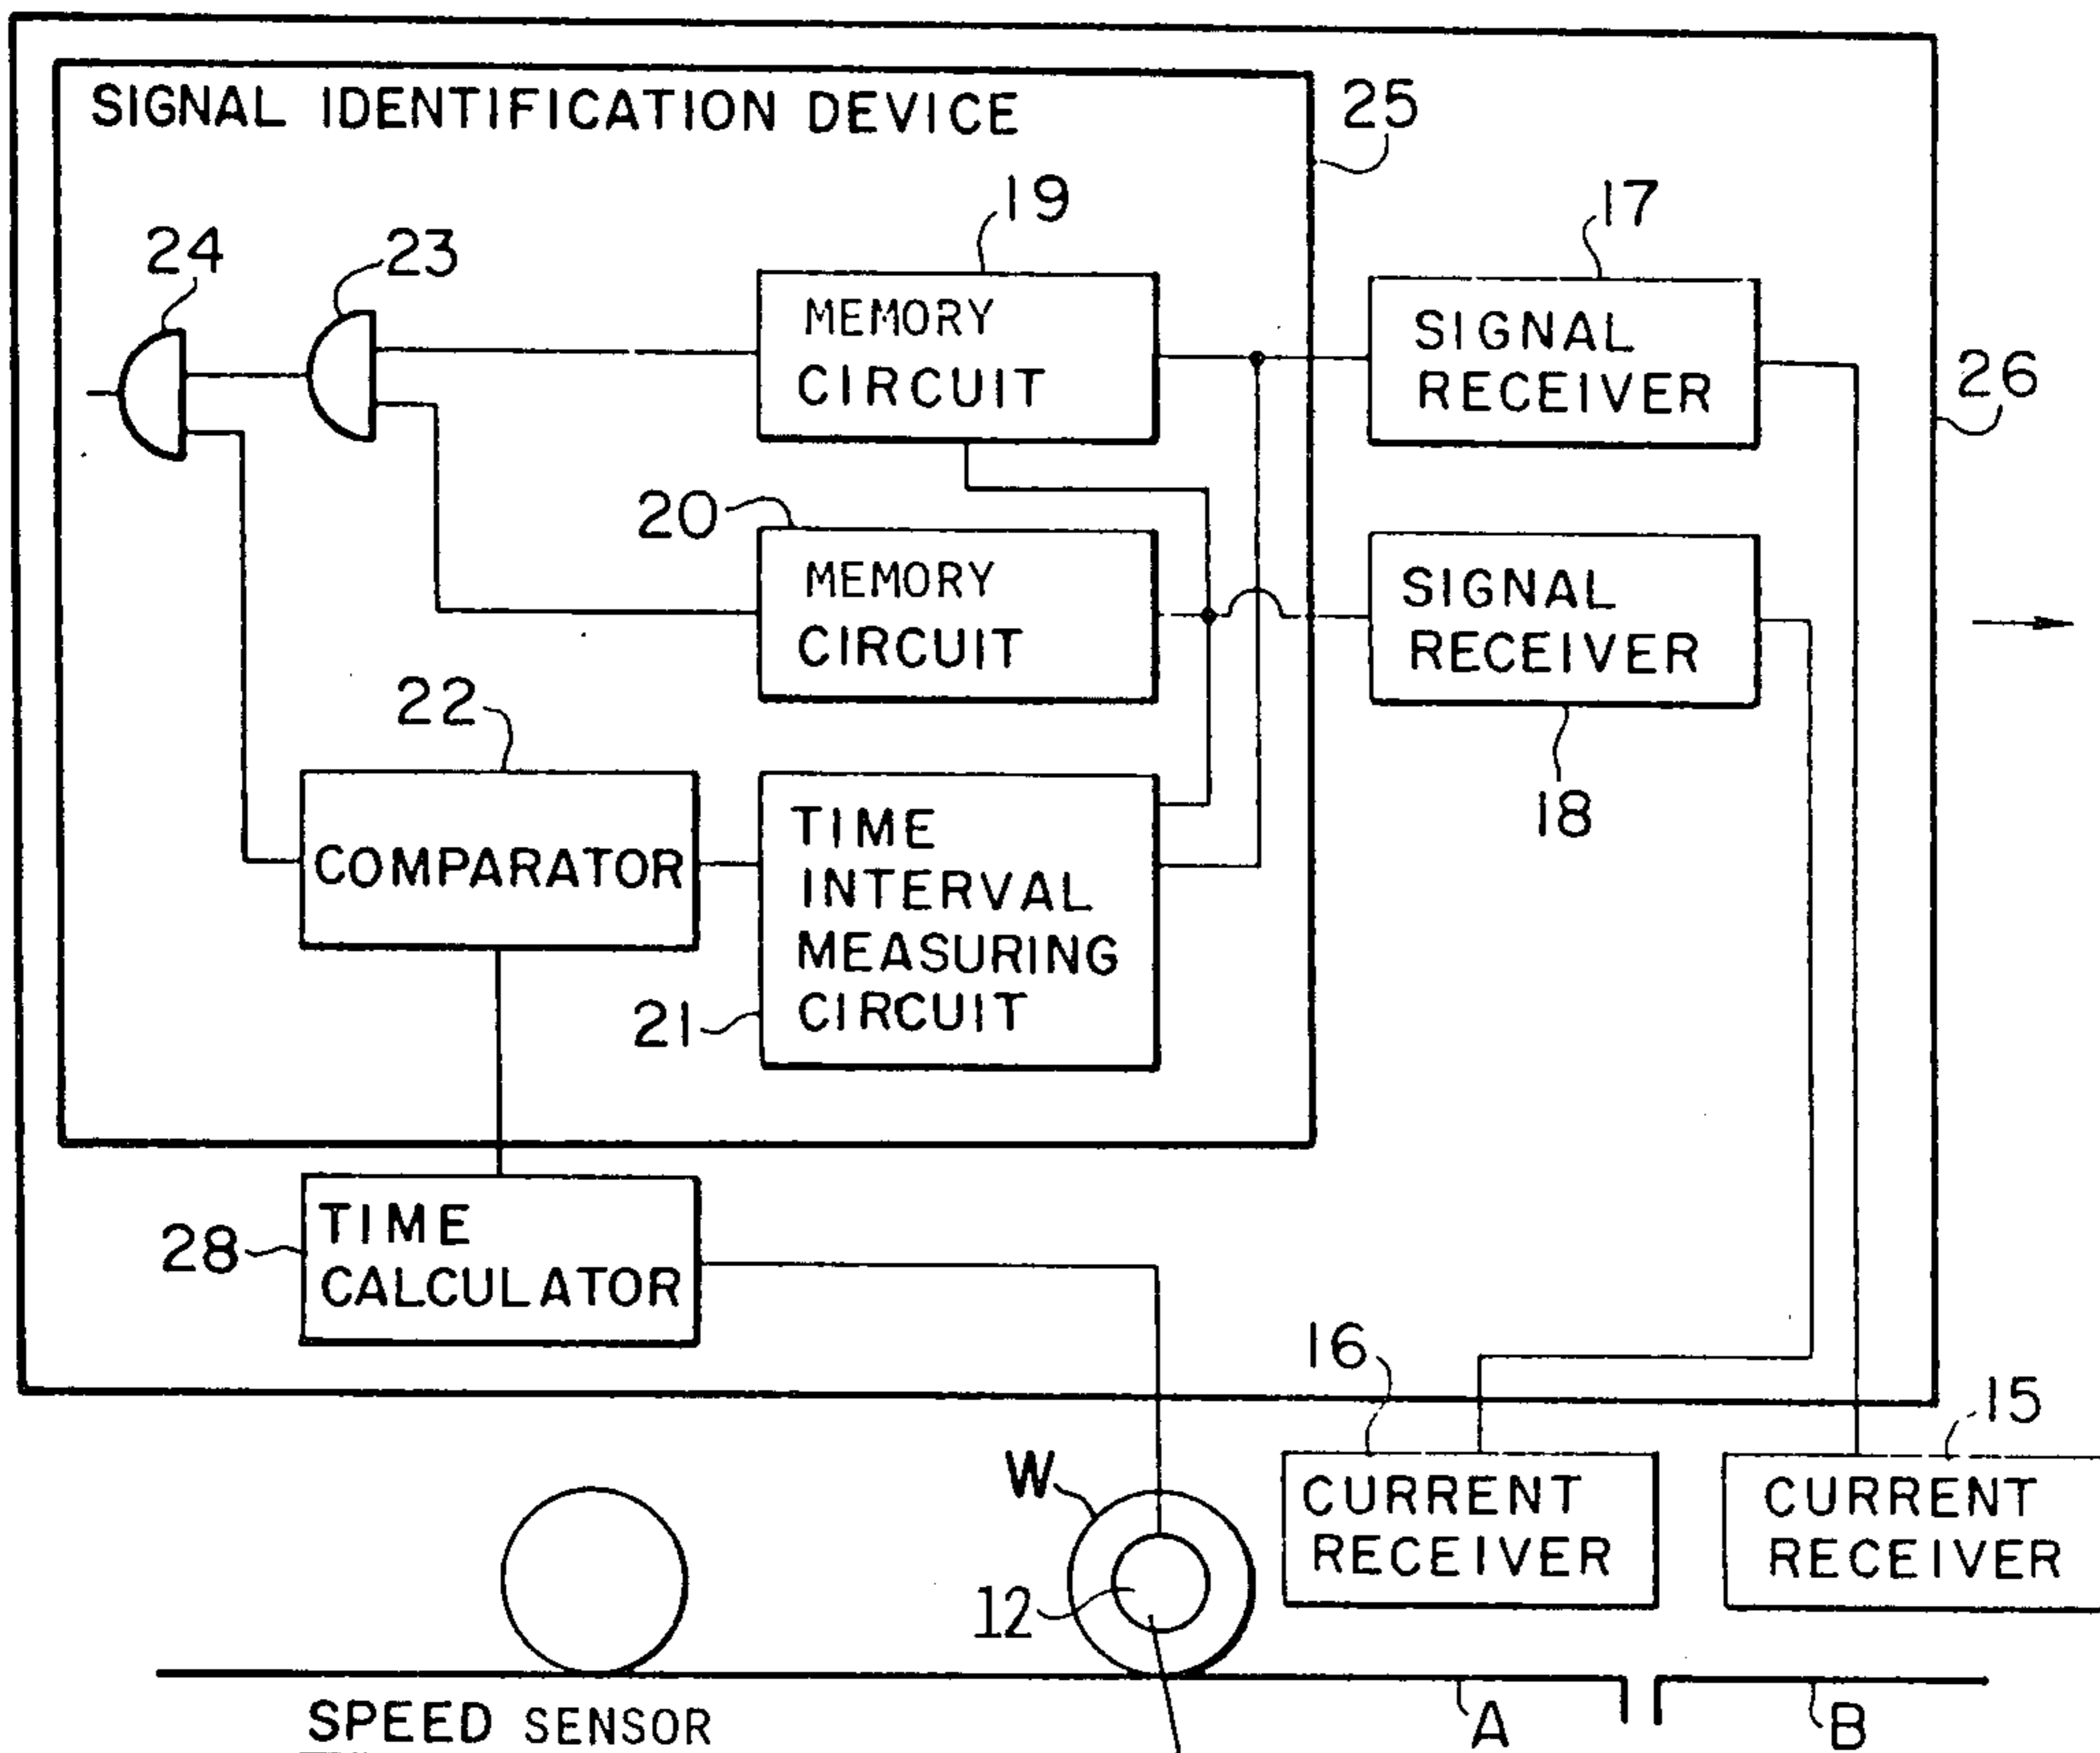 SIGNAL IDENTIFICATION DEVICE
25
19
17
24
23
MEMORY
CIRCUIT
SIGNAL
RECEIVER
26
20
MEMORY
CIRCUIT
SIGNAL
RECEIVER
22
18
COMPARATOR
TIME
INTERVAL
MEASURING
CIRCUIT
21
28
TIME
CALCULATOR
16
15
W
CURRENT
RECEIVER
CURRENT
RECEIVER
12
A
B
SPEED SENSOR